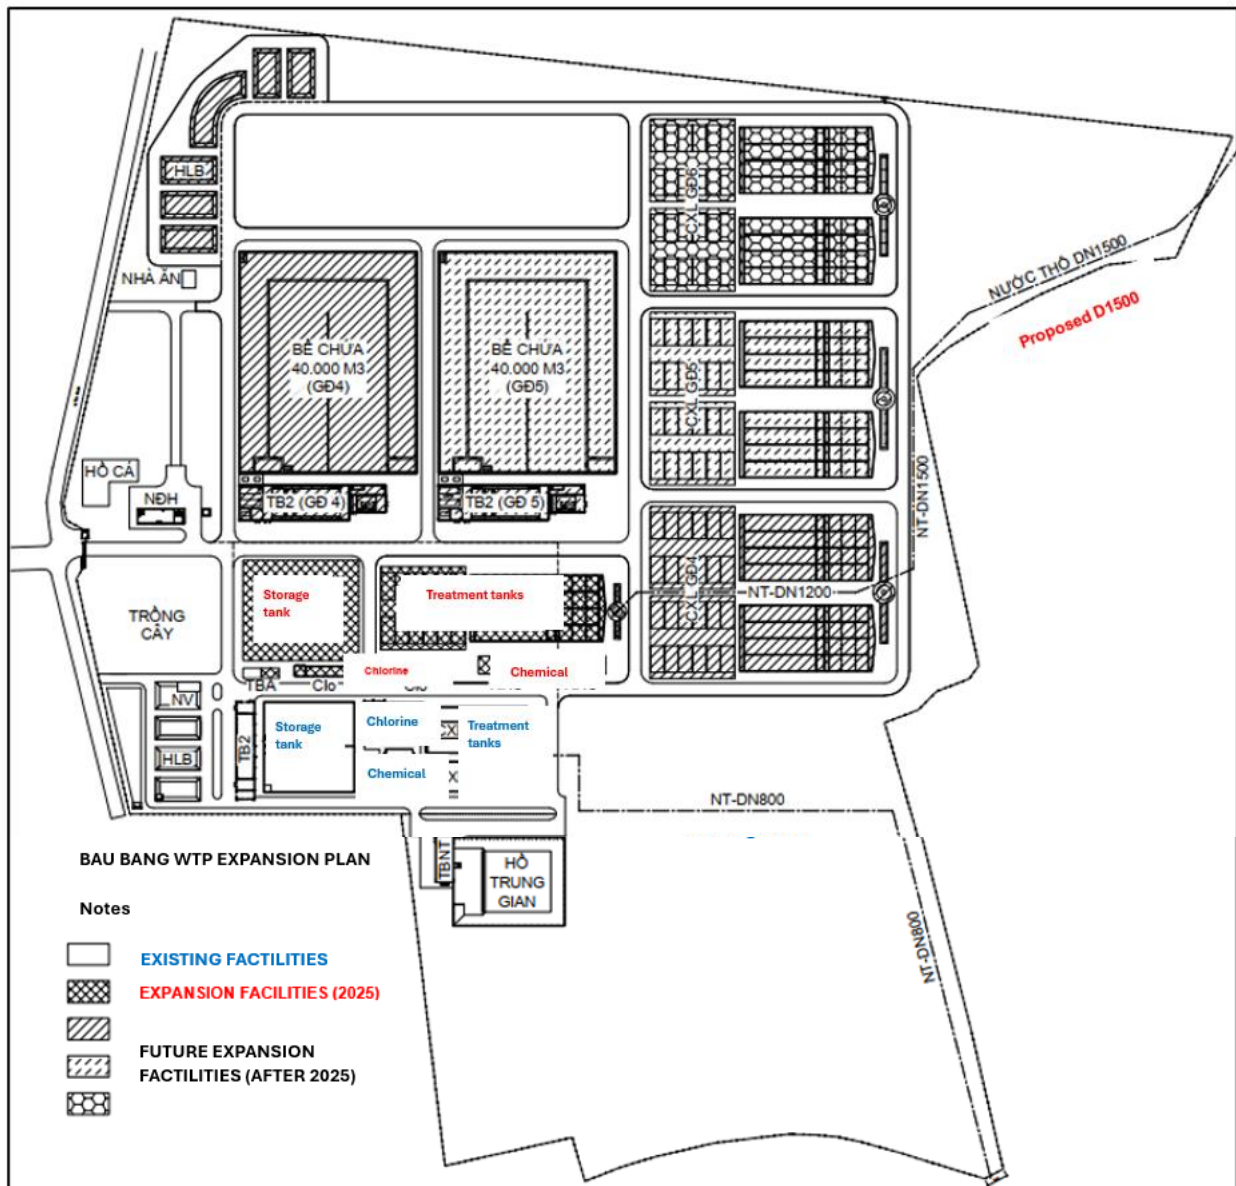 HLB
NHÀ ĂN
BỂ CHỨA
40.000 M3
(GĐ4)
BỂ CHỨA
40.000 M3
(GĐ5)
CXL GĐ6
NƯỚC THÔ DN1500
Proposed D1500
CXL GĐ5
HỒ CÁ
NĐH
TB2 (GĐ 4)
TB2 (GĐ 5)
NT-DN1500
CXL GĐ4
NT-DN1200
TRỒNG
CÂY
Storage
tank
Treatment tanks
Chlorine
Chemical
TBA
Clo
NV
HLB
TB2
Storage
tank
Chlorine
Chemical
CX
X
Treatment
tanks
NT-DN800
TBNT
HỒ
TRUNG
GIAN
NT-DN800
BAU BANG WTP EXPANSION PLAN
Notes
EXISTING FACTILITIES
EXPANSION FACILITIES (2025)
FUTURE EXPANSION
FACTILITIES (AFTER 2025)